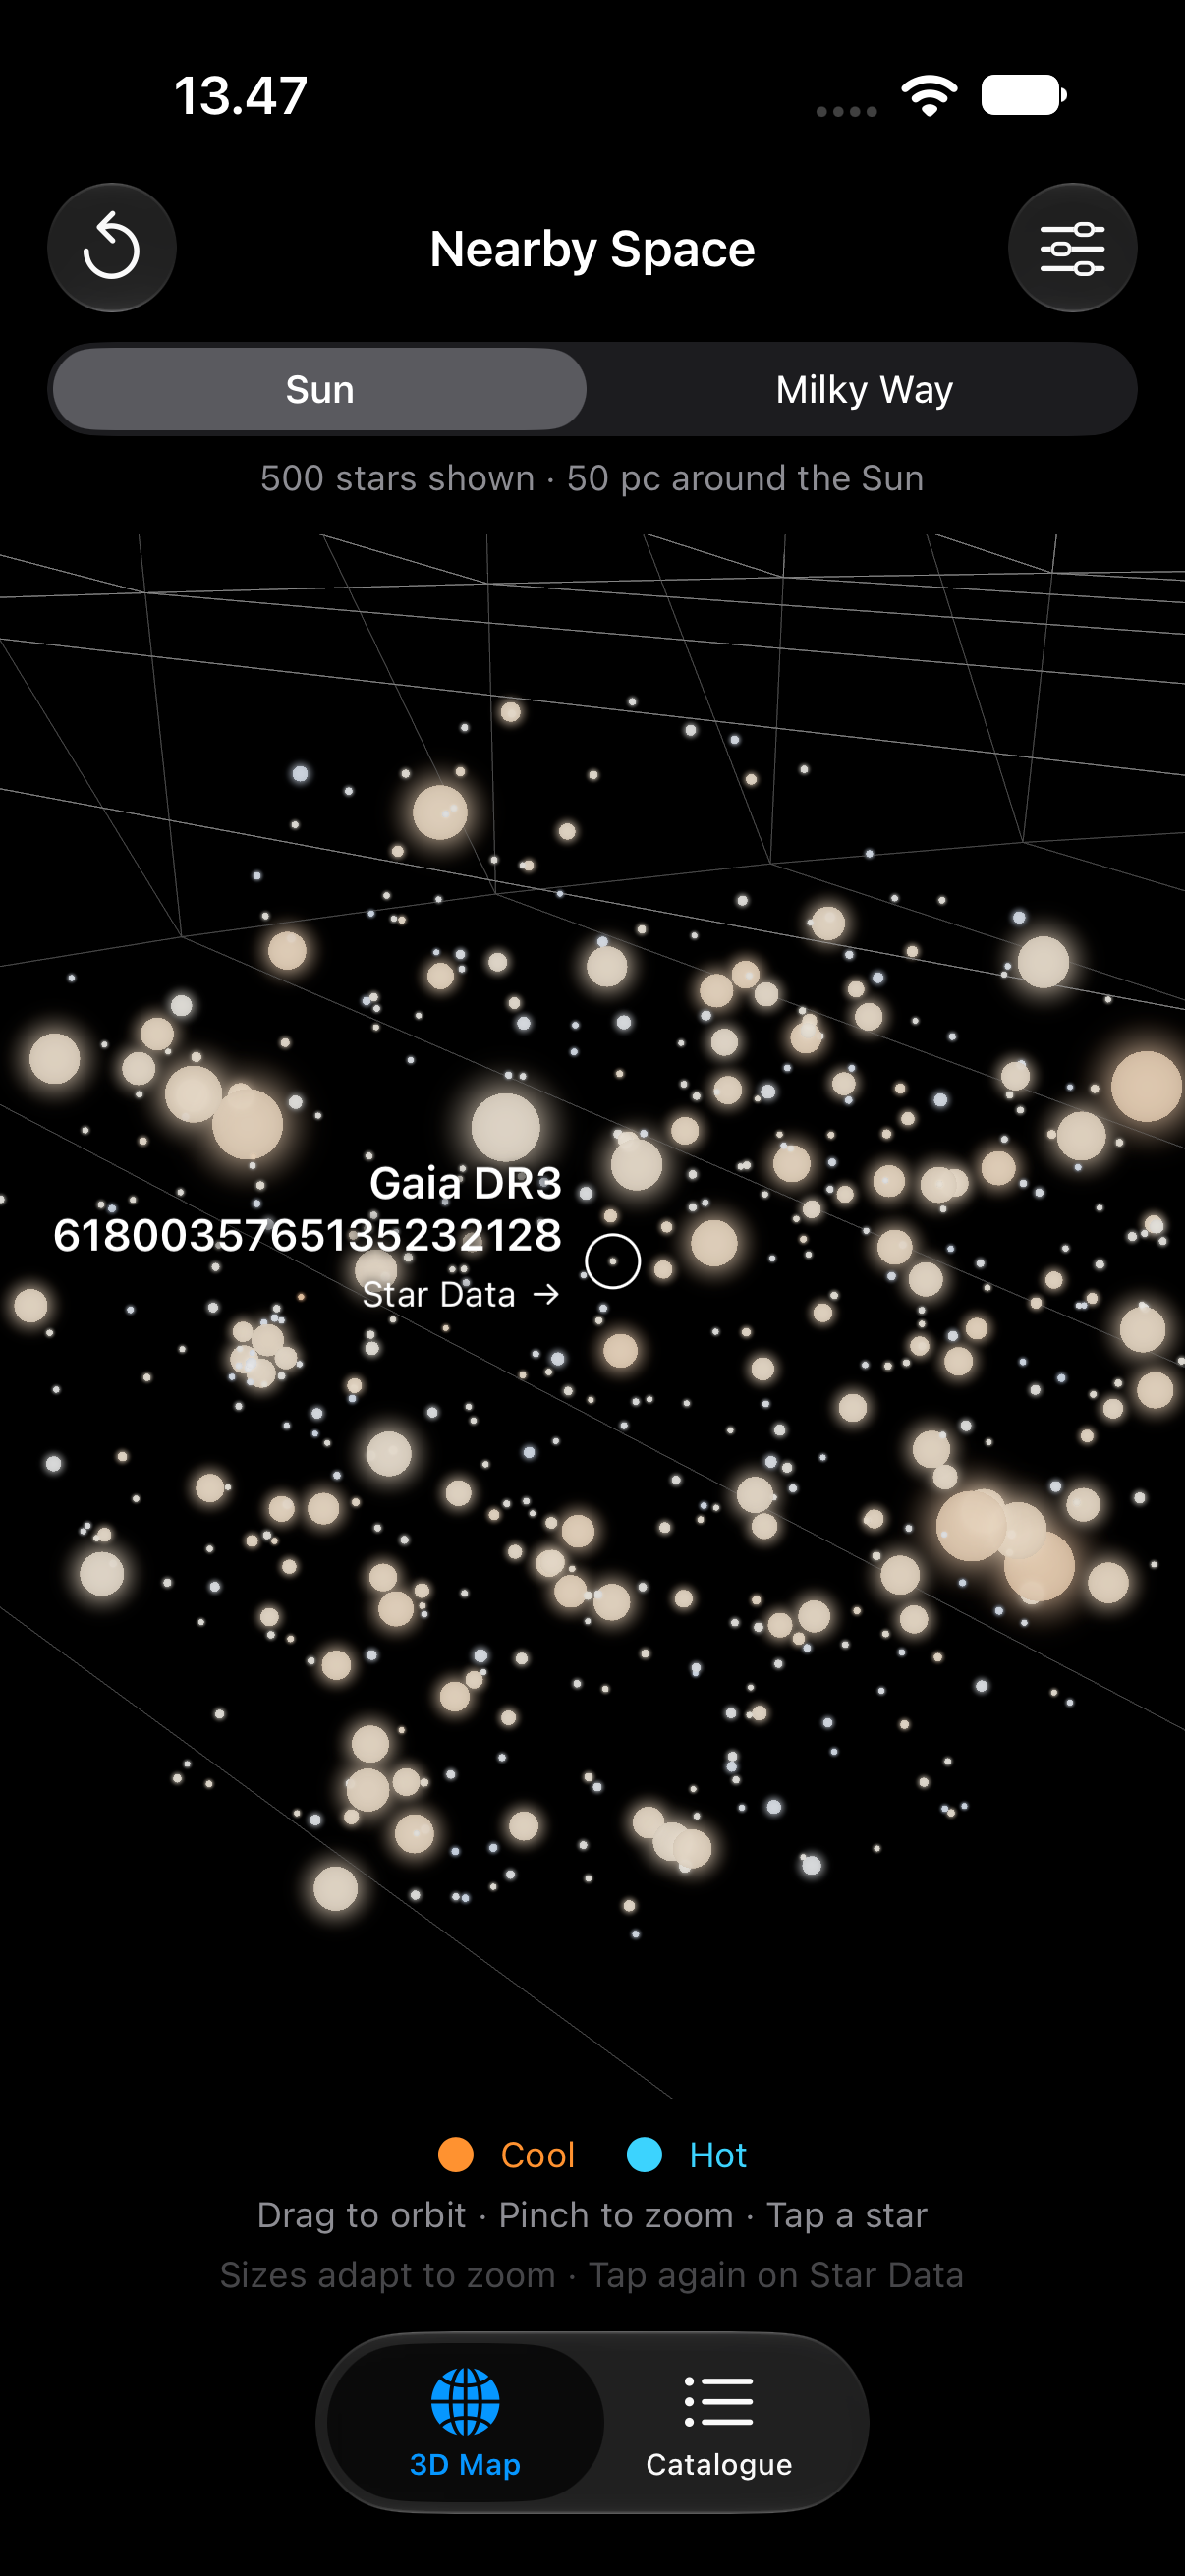 13.47
Nearby Space
Sun
Milky Way
500 stars shown · 50 pc around the Sun
Gaia DR3
6180035765135232128
Star Data →
Cool
Hot
Drag to orbit · Pinch to zoom · Tap a star
Sizes adapt to zoom · Tap again on Star Data
3D Map
Catalogue